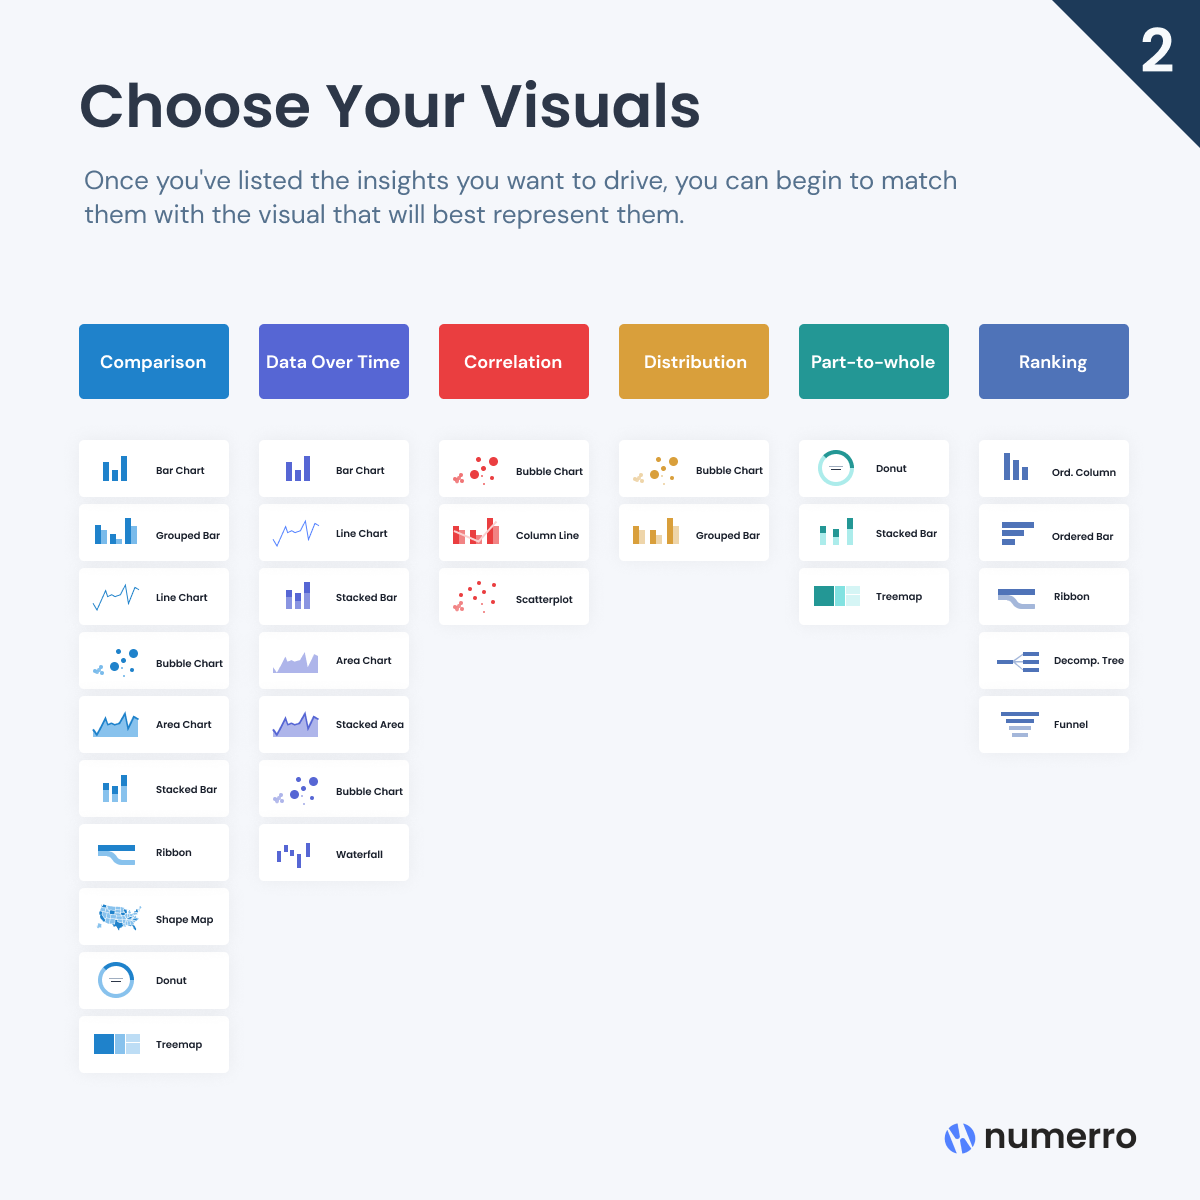 2
Choose Your Visuals
Once you've listed the insights you want to drive, you can begin to match
them with the visual that will best represent them.
Comparison
Bar Chart
Grouped Bar
Line Chart
Bubble Chart
Area Chart
Stacked Bar
Ribbon
Shape Map
Donut
Treemap
Data Over Time
Bar Chart
Line Chart
Stacked Bar
Area Chart
Stacked Area
Bubble Chart
Waterfall
Correlation
Bubble Chart
Column Line
Scatterplot
Distribution
Bubble Chart
Grouped Bar
Part-to-whole
Donut
Stacked Bar
Treemap
Ranking
Ord. Column
Ordered Bar
Ribbon
Decomp. Tree
Funnel
numerro